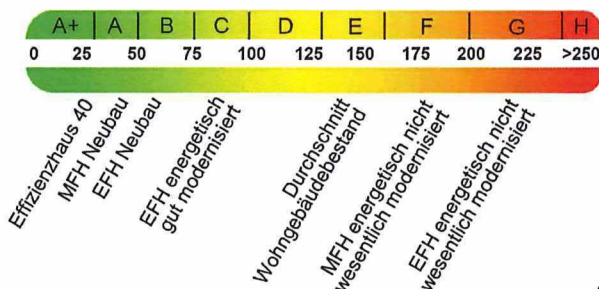 A+ A B C D E F G H
0 25 50 75 100 125 150 175 200 225 >250
Effizienzhaus 40
MFH Neubau
EFH Neubau
EFH energetisch
gut modernisiert
Durchschnitt
Wohngebäudebestand
MFH energetisch nicht
wesentlich modernisiert
EFH energetisch nicht
wesentlich modernisiert